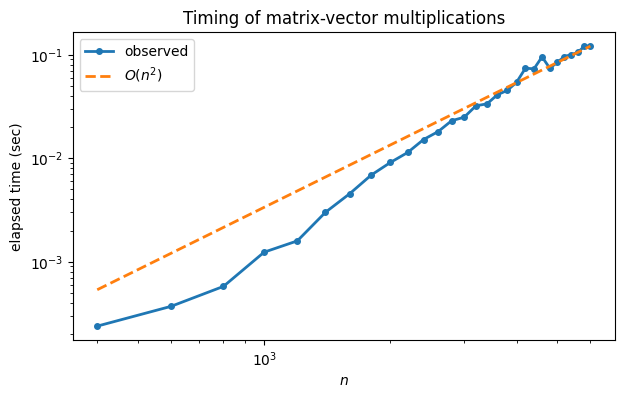 Timing of matrix-vector multiplications
observed
O(n²)
elapsed time (sec)
10⁻¹
10⁻²
10⁻³
10³
n